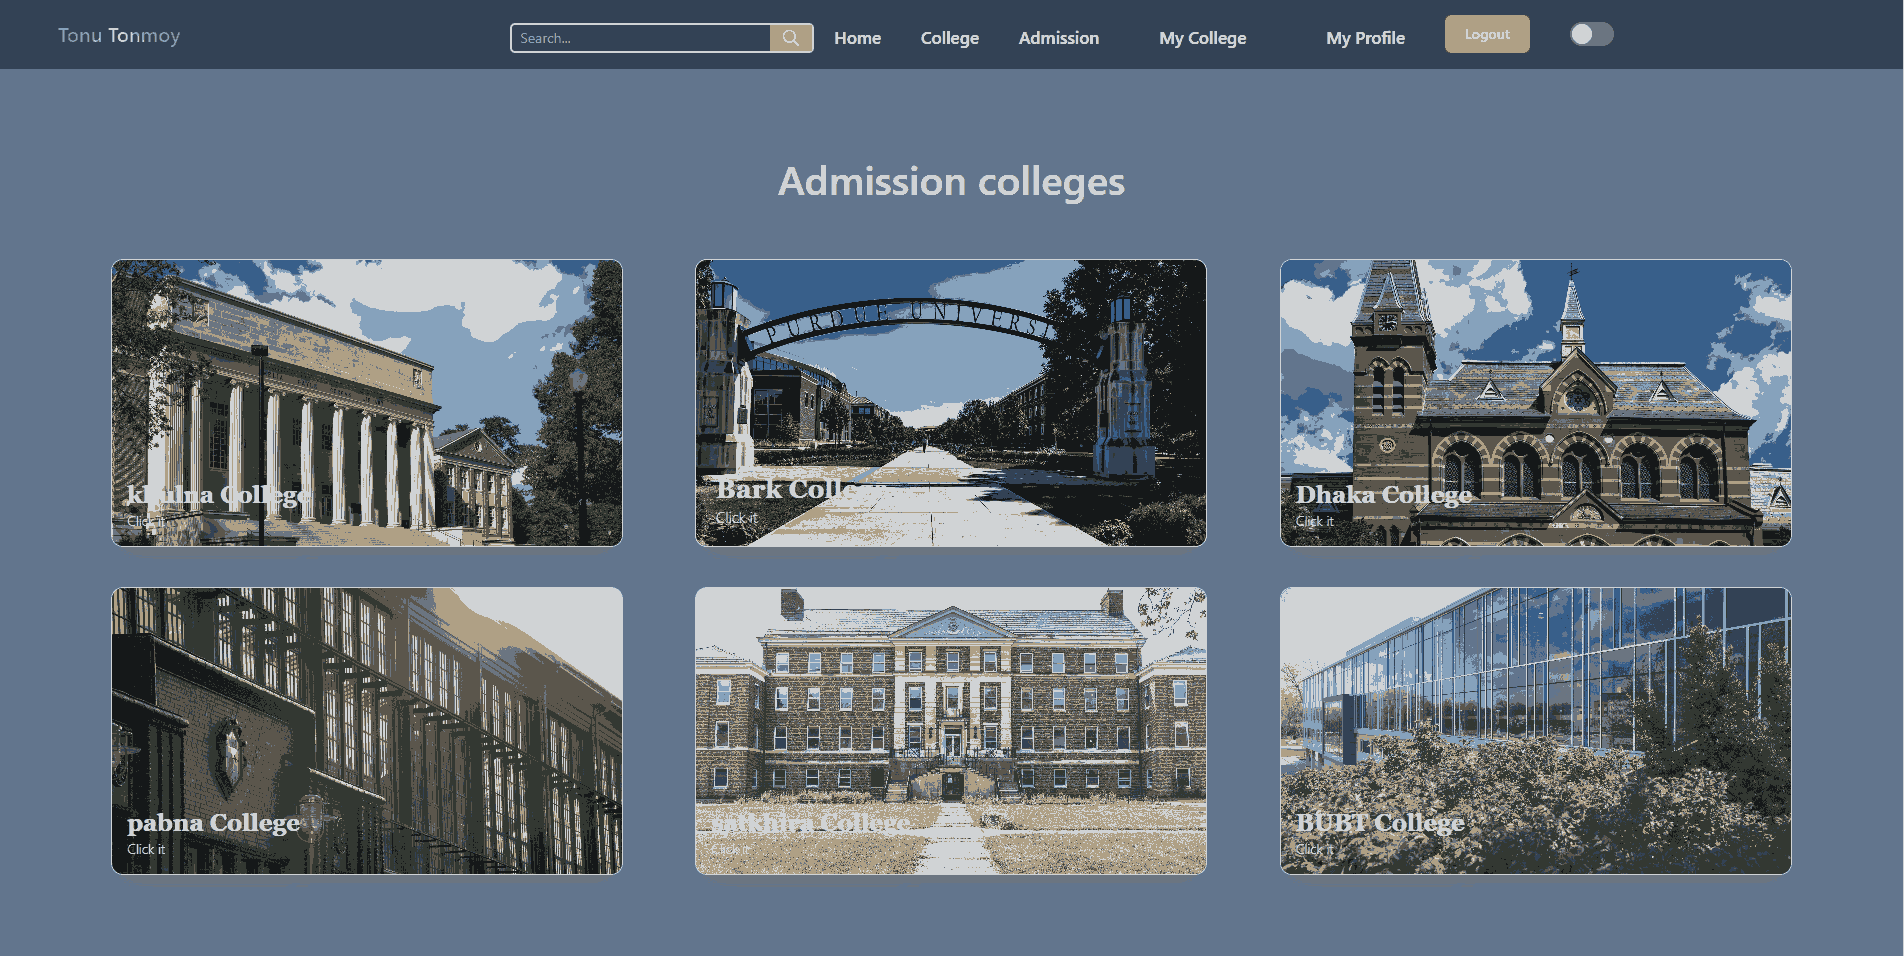 Tonu Tonmoy
Search...
Home
College
Admission
My College
My Profile
Logout
Admission colleges
PURDUE UNIVERSI
khulna College
Click it
Bark College
Click it
Dhaka College
Click it
pabna College
Click it
satkhira College
Click it
BUBT College
Click it